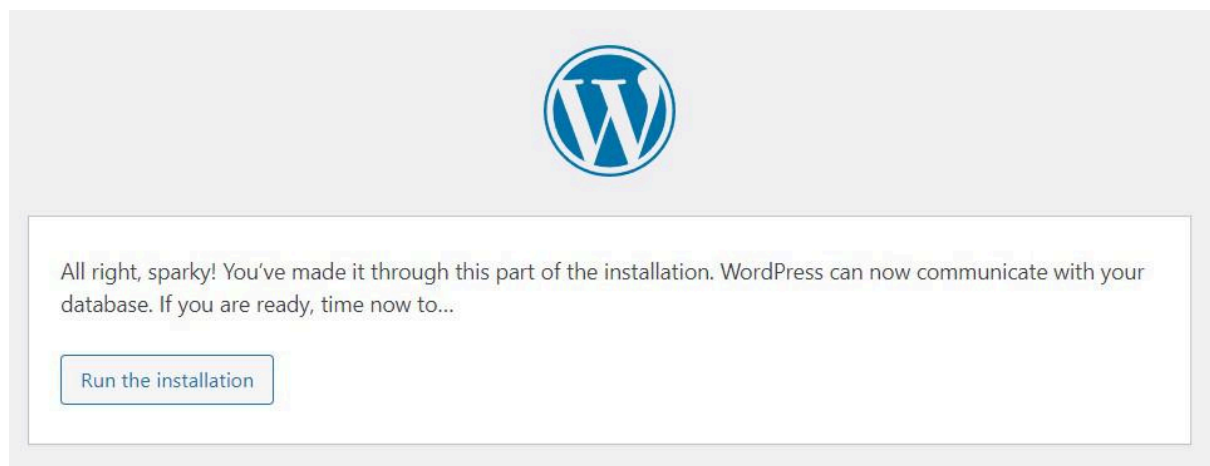 All right, sparky! You’ve made it through this part of the installation. WordPress can now communicate with your
database. If you are ready, time now to…
Run the installation